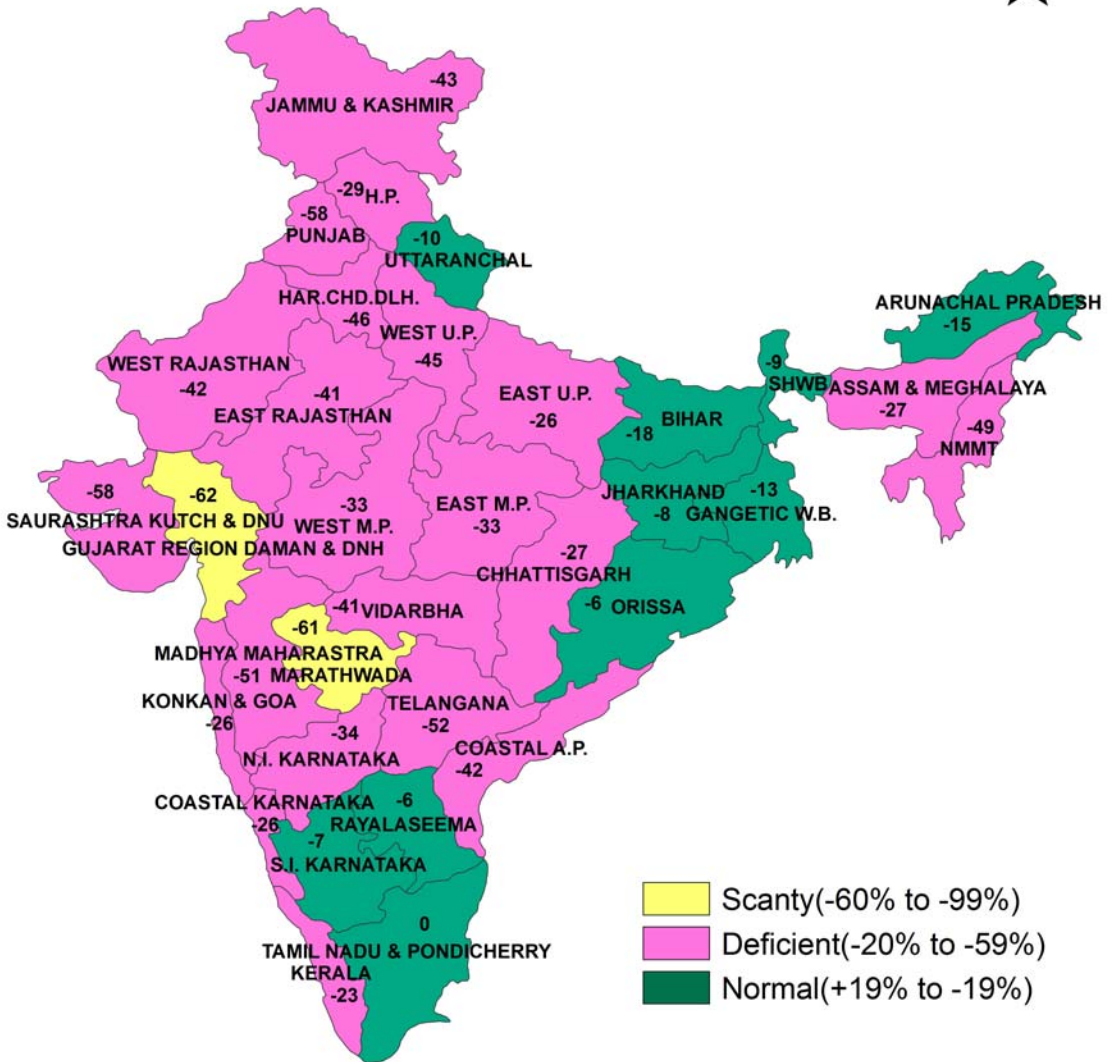 -43
JAMMU & KASHMIR
-29 H.P.
-58
PUNJAB
-10
UTTARANCHAL
HAR.CHD.DLH.
-46
WEST U.P.
-45
ARUNACHAL PRADESH
-15
WEST RAJASTHAN
-42
-41
EAST RAJASTHAN
EAST U.P.
-26
-9
SHWB
ASSAM & MEGHALAYA
-27
-49
NMMT
BIHAR
-18
-58
SAURASHTRA KUTCH & DNU
-62
GUJARAT REGION DAMAN & DNH
-33
WEST M.P.
EAST M.P.
-33
JHARKHAND
-8
-13
GANGETIC W.B.
-27
CHHATTISGARH
-6 ORISSA
-41 VIDARBHA
-61
MADHYA MAHARASTRA
-51 MARATHWADA
KONKAN & GOA
-26
TELANGANA
-52
-34
N.I. KARNATAKA
COASTAL A.P.
-42
COASTAL KARNATAKA
-26
-6
RAYALASEEMA
-7
S.I. KARNATAKA
0
TAMIL NADU & PONDICHERRY
KERALA
-23
Scanty(-60% to -99%)
Deficient(-20% to -59%)
Normal(+19% to -19%)